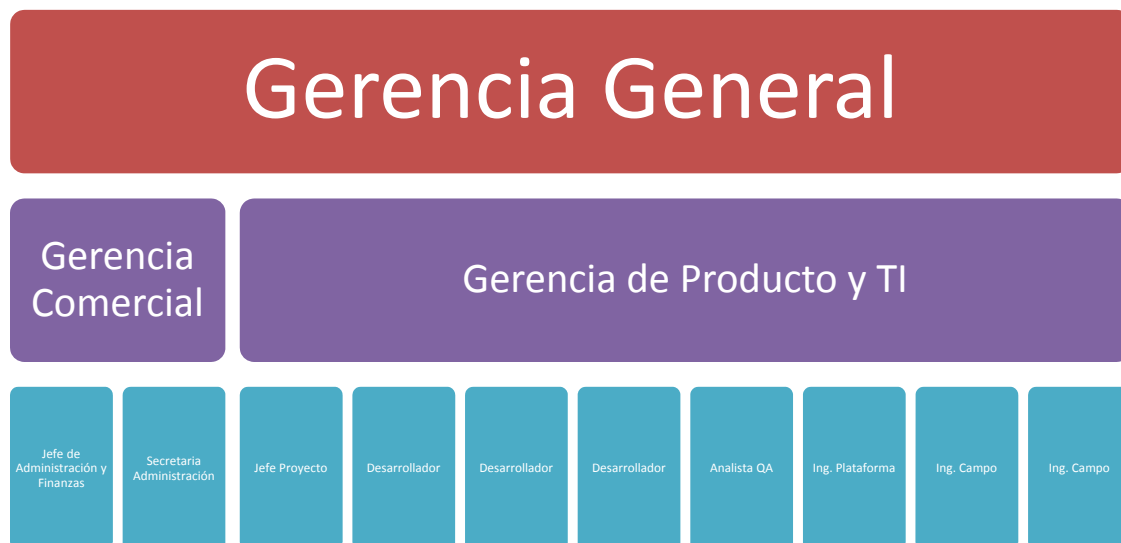 Gerencia General
Gerencia
Comercial
Gerencia de Producto y TI
Jefe de
Administración y
Finanzas
Secretaria
Administración
Jefe Proyecto
Desarrollador
Desarrollador
Desarrollador
Analista QA
Ing. Plataforma
Ing. Campo
Ing. Campo